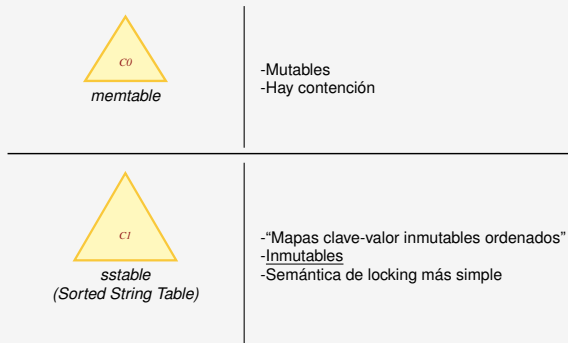 C0
memtable
-Mutables
-Hay contención
C1
sstable
(Sorted String Table)
-“Mapas clave-valor inmutables ordenados”
-Inmutables
-Semántica de locking más simple